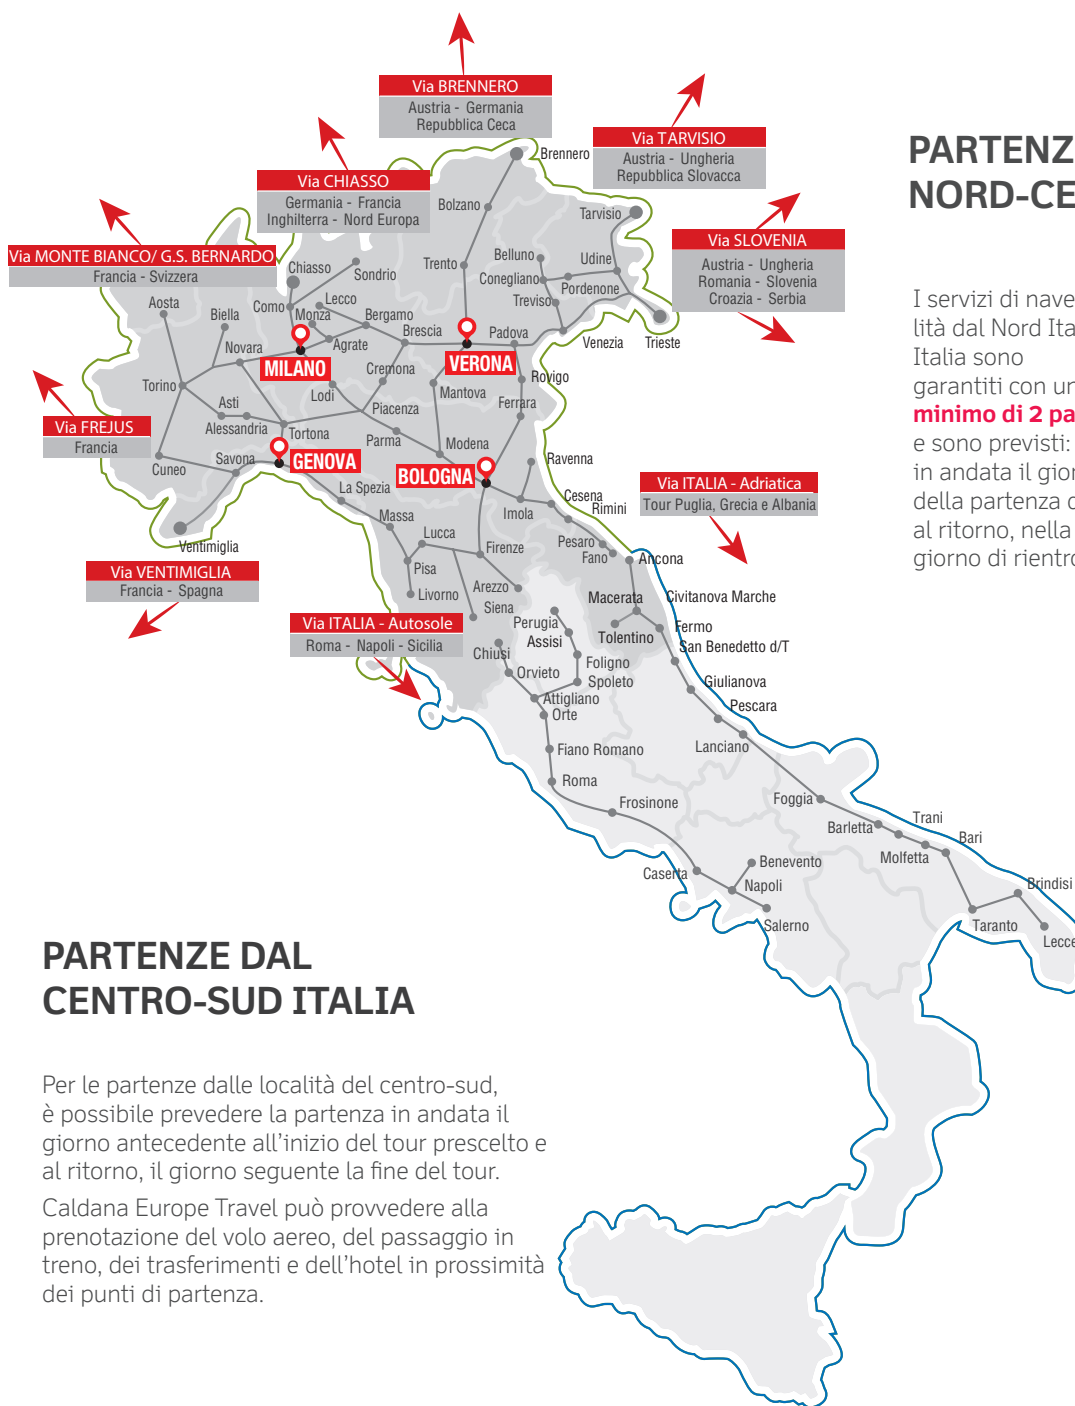 Via BRENNERO
Austria - Germania
Repubblica Ceca
Via TARVISIO
Austria - Ungheria
Repubblica Slovacca
Via CHIASSO
Germania - Francia
Inghilterra - Nord Europa
Via SLOVENIA
Austria - Ungheria
Romania - Slovenia
Croazia - Serbia
Via MONTE BIANCO/ G.S. BERNARDO
Francia - Svizzera
Via FREJUS
Francia
Via VENTIMIGLIA
Francia - Spagna
Via ITALIA - Autosole
Roma - Napoli - Sicilia
Via ITALIA - Adriatica
Tour Puglia, Grecia e Albania
Brennero
Bolzano
Tarvisio
Trento
Belluno
Udine
Conegliano
Pordenone
Treviso
Chiasso
Sondrio
Aosta
Biella
Como
Lecco
Monza
Bergamo
Brescia
Padova
Venezia
Trieste
Novara
MILANO
Agrate
VERONA
Cremona
Mantova
Rovigo
Torino
Lodi
Piacenza
Ferrara
Asti
Alessandria
Tortona
Parma
Modena
Cuneo
Savona
GENOVA
BOLOGNA
Ravenna
La Spezia
Imola
Cesena
Rimini
Massa
Ventimiglia
Lucca
Firenze
Pesaro
Fano
Ancona
Pisa
Livorno
Arezzo
Siena
Macerata
Civitanova Marche
Perugia
Tolentino
Fermo
Assisi
San Benedetto d/T
Chiusi
Foligno
Orvieto
Spoleto
Giulianova
Attigliano
Orte
Pescara
Fiano Romano
Lanciano
Roma
Frosinone
Foggia
Barletta
Trani
Molfetta
Bari
Caserta
Benevento
Napoli
Salerno
Brindisi
Taranto
Lecce
PARTENZ
NORD-CE
I servizi di nave
lità dal Nord Ita
Italia sono
garantiti con un
minimo di 2 pa
e sono previsti:
in andata il gior
della partenza d
al ritorno, nella
giorno di rientro
PARTENZE DAL
CENTRO-SUD ITALIA
Per le partenze dalle località del centro-sud,
è possibile prevedere la partenza in andata il
giorno antecedente all’inizio del tour prescelto e
al ritorno, il giorno seguente la fine del tour.
Caldana Europe Travel può provvedere alla
prenotazione del volo aereo, del passaggio in
treno, dei trasferimenti e dell’hotel in prossimità
dei punti di partenza.